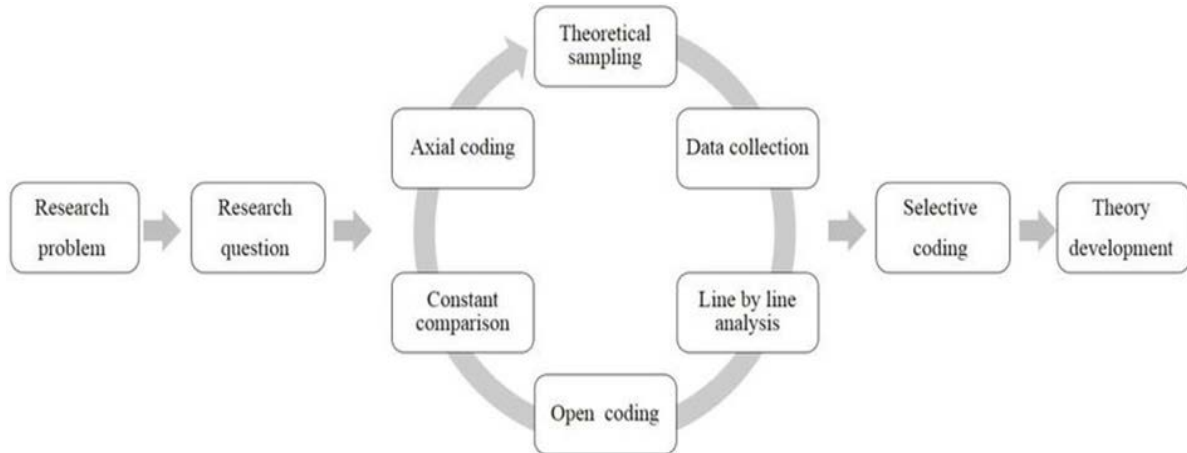 Research
problem
Research
question
Theoretical
sampling
Data collection
Line by line
analysis
Open coding
Constant
comparison
Axial coding
Selective
coding
Theory
development